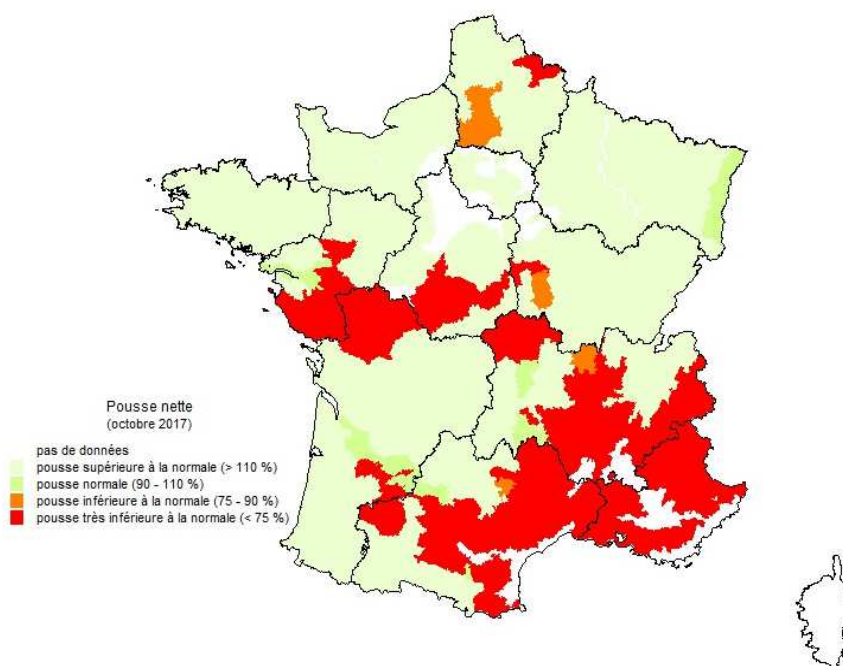 Pousse nette
(octobre 2017)
pas de données
pousse supérieure à la normale (> 110 %)
pousse normale (90 - 110 %)
pousse inférieure à la normale (75 - 90 %)
pousse très inférieure à la normale (< 75 %)